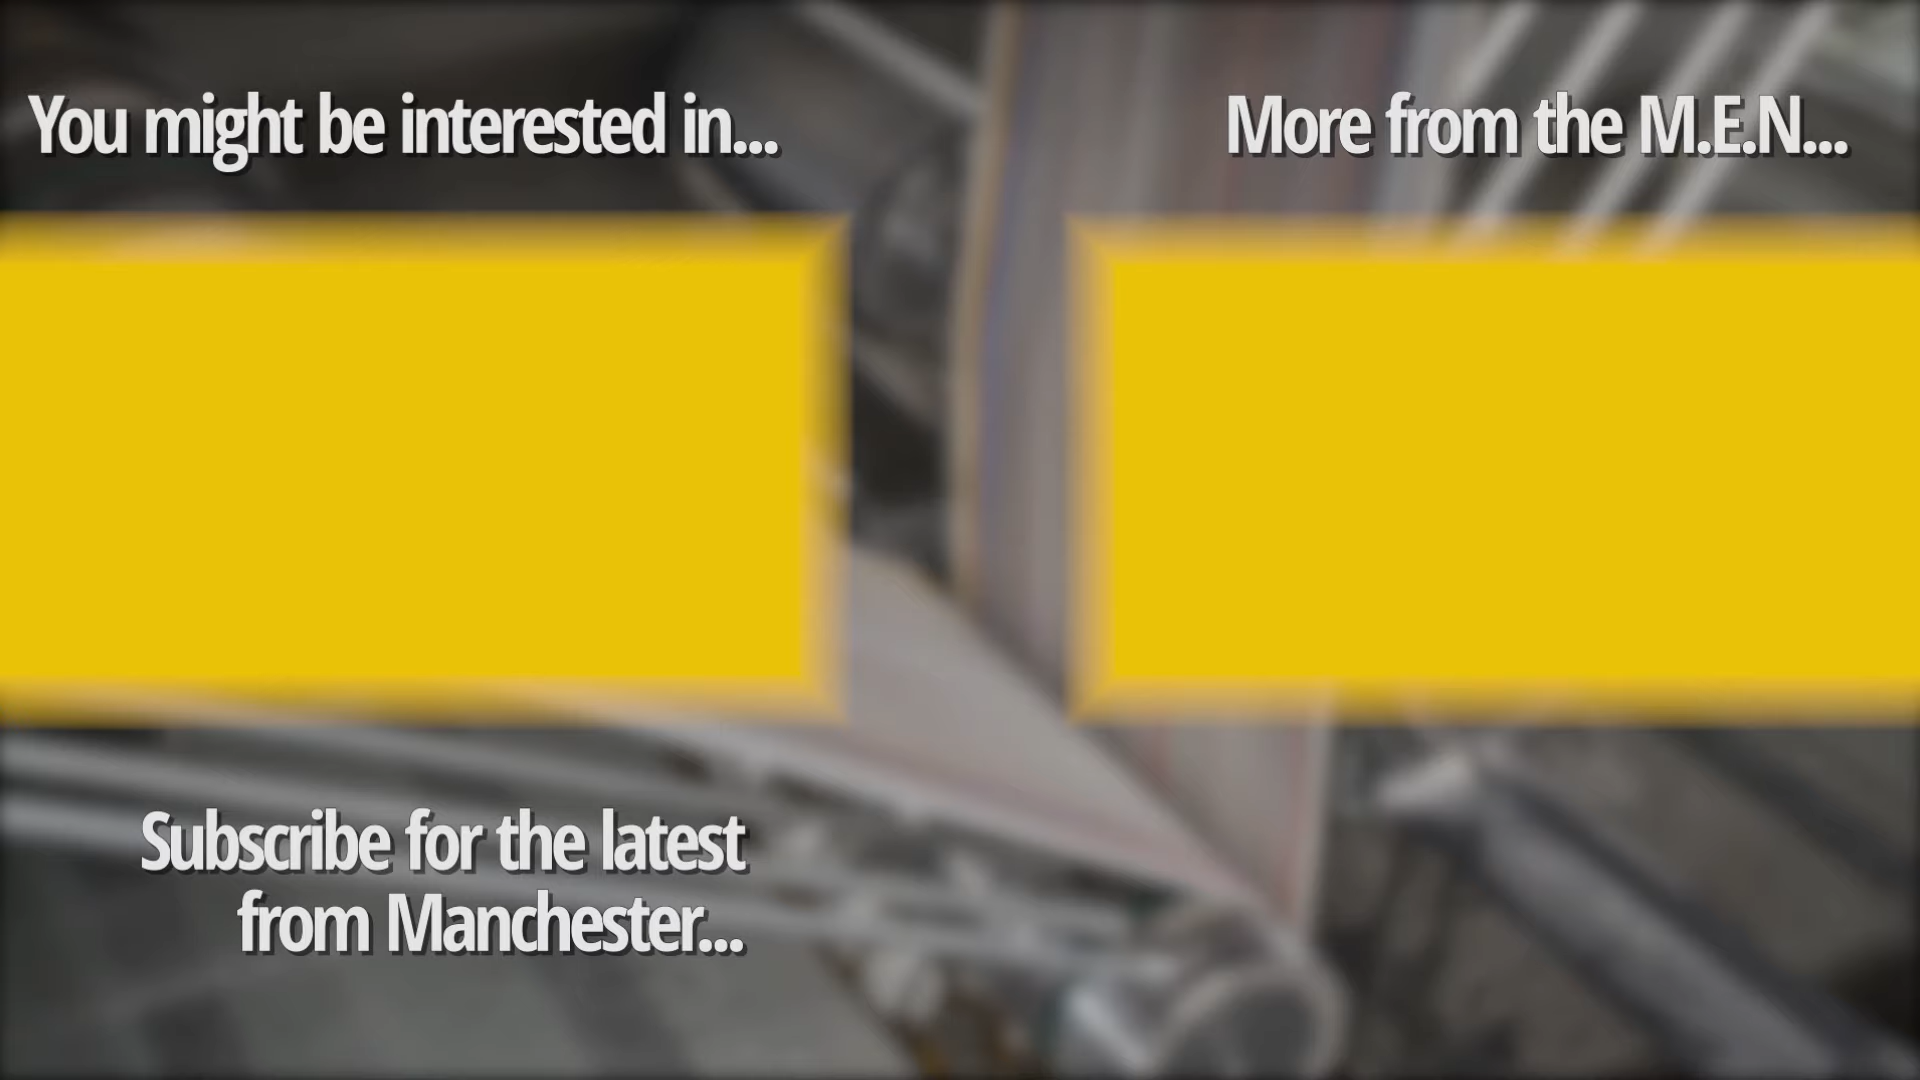 You might be interested in...
More from the M.E.N...
Subscribe for the latest
from Manchester...